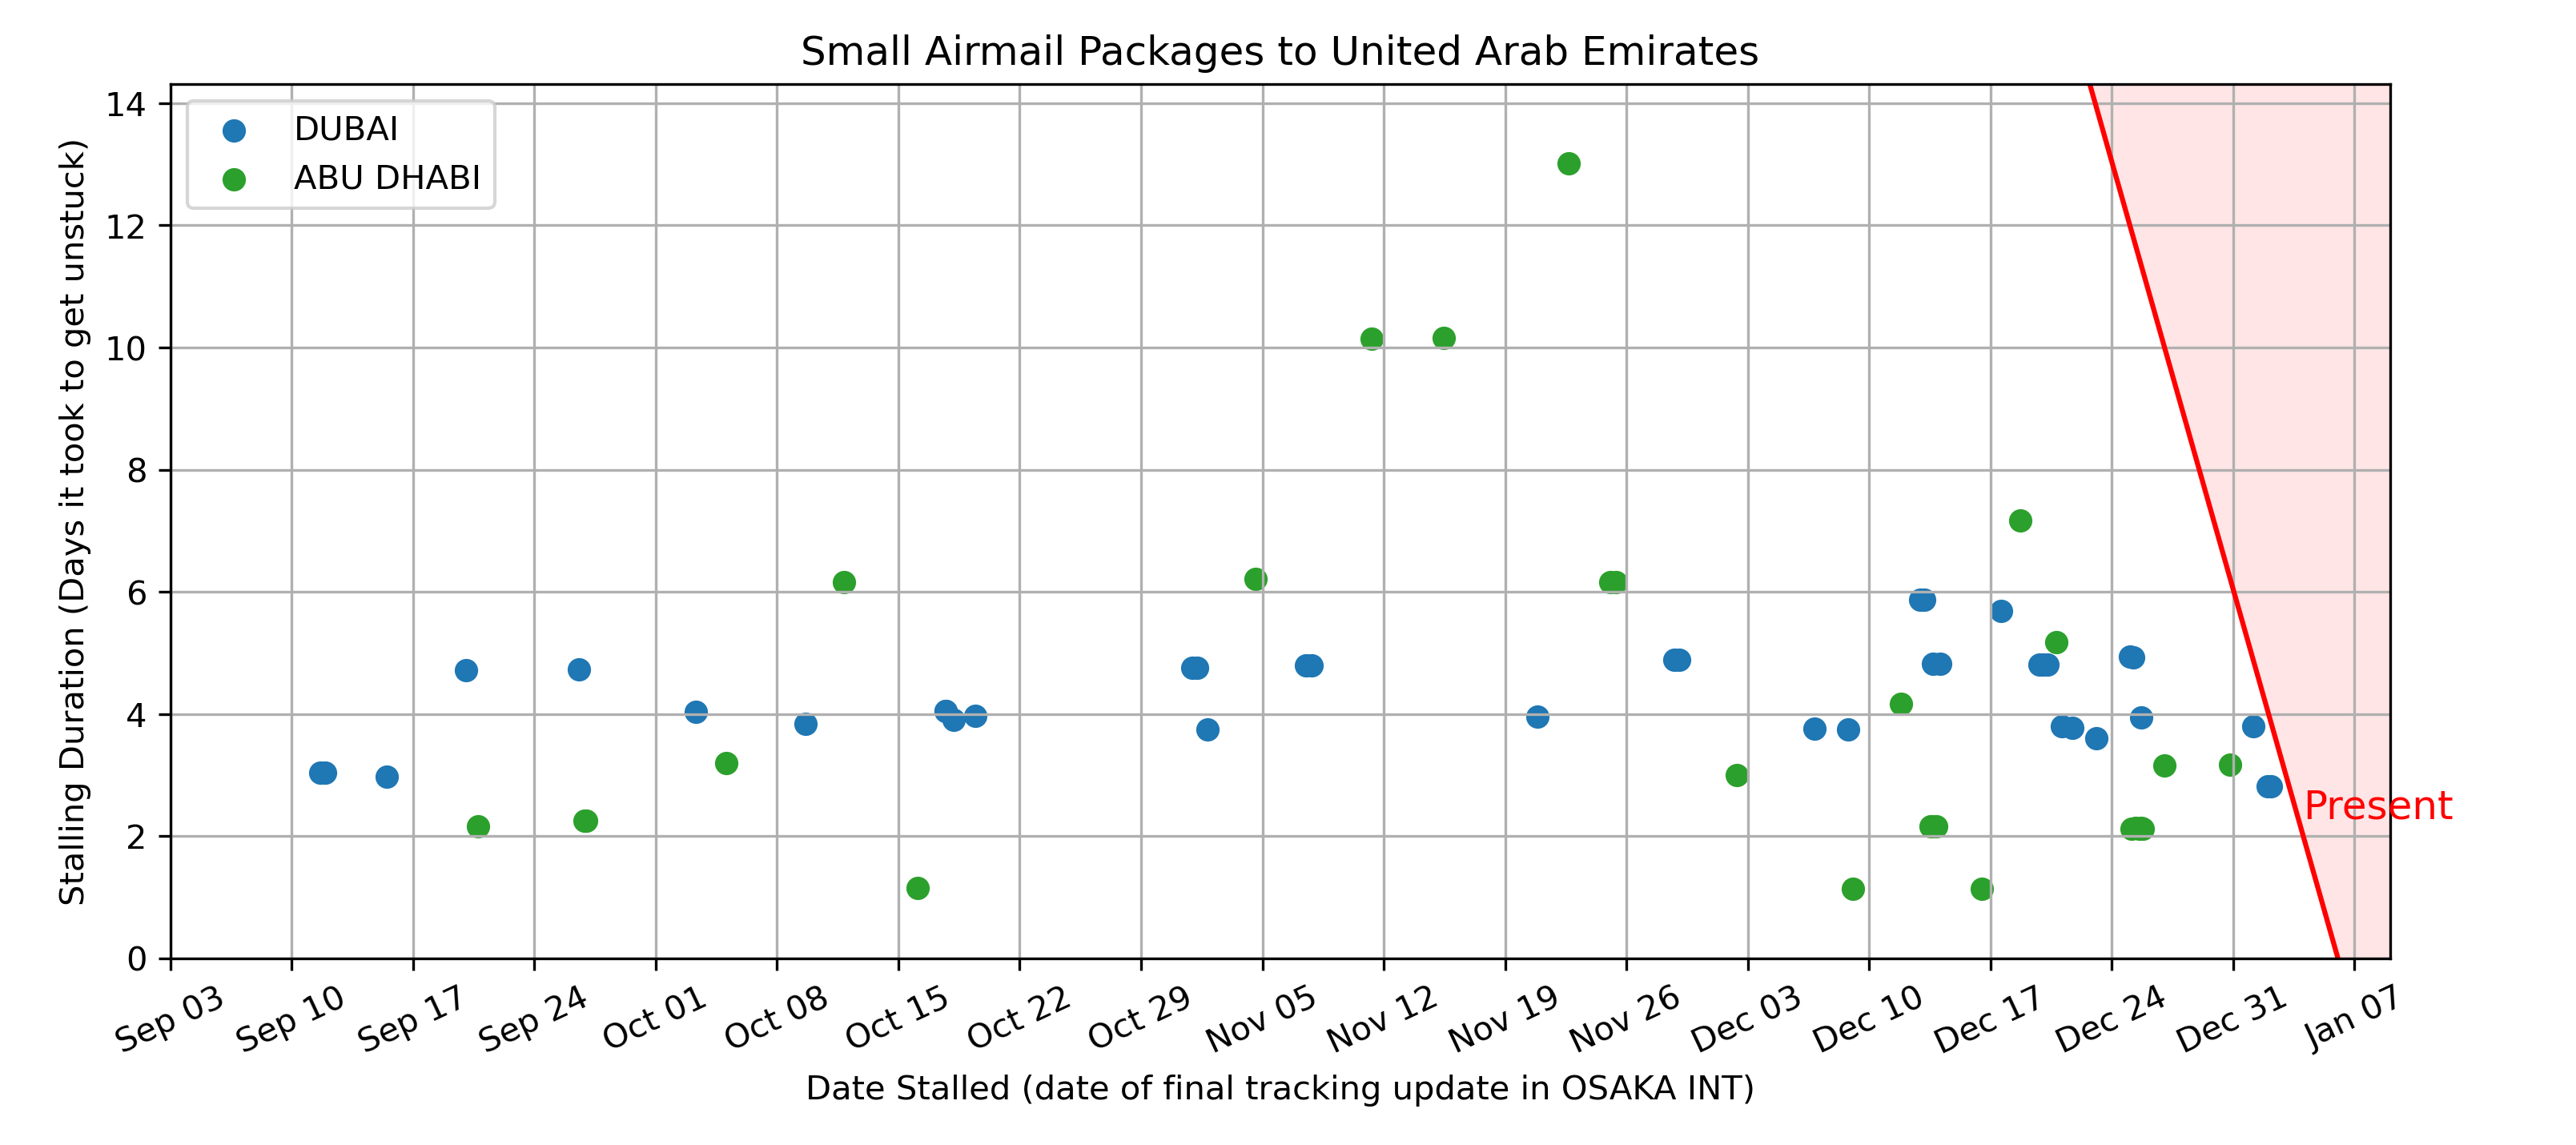 Small Airmail Packages to United Arab Emirates
DUBAI
ABU DHABI
Stalling Duration (Days it took to get unstuck)
14
12
10
8
6
4
2
0
Present
Sep 03
Sep 10
Sep 17
Sep 24
Oct 01
Oct 08
Oct 15
Oct 22
Oct 29
Nov 05
Nov 12
Nov 19
Nov 26
Dec 03
Dec 10
Dec 17
Dec 24
Dec 31
Jan 07
Date Stalled (date of final tracking update in OSAKA INT)